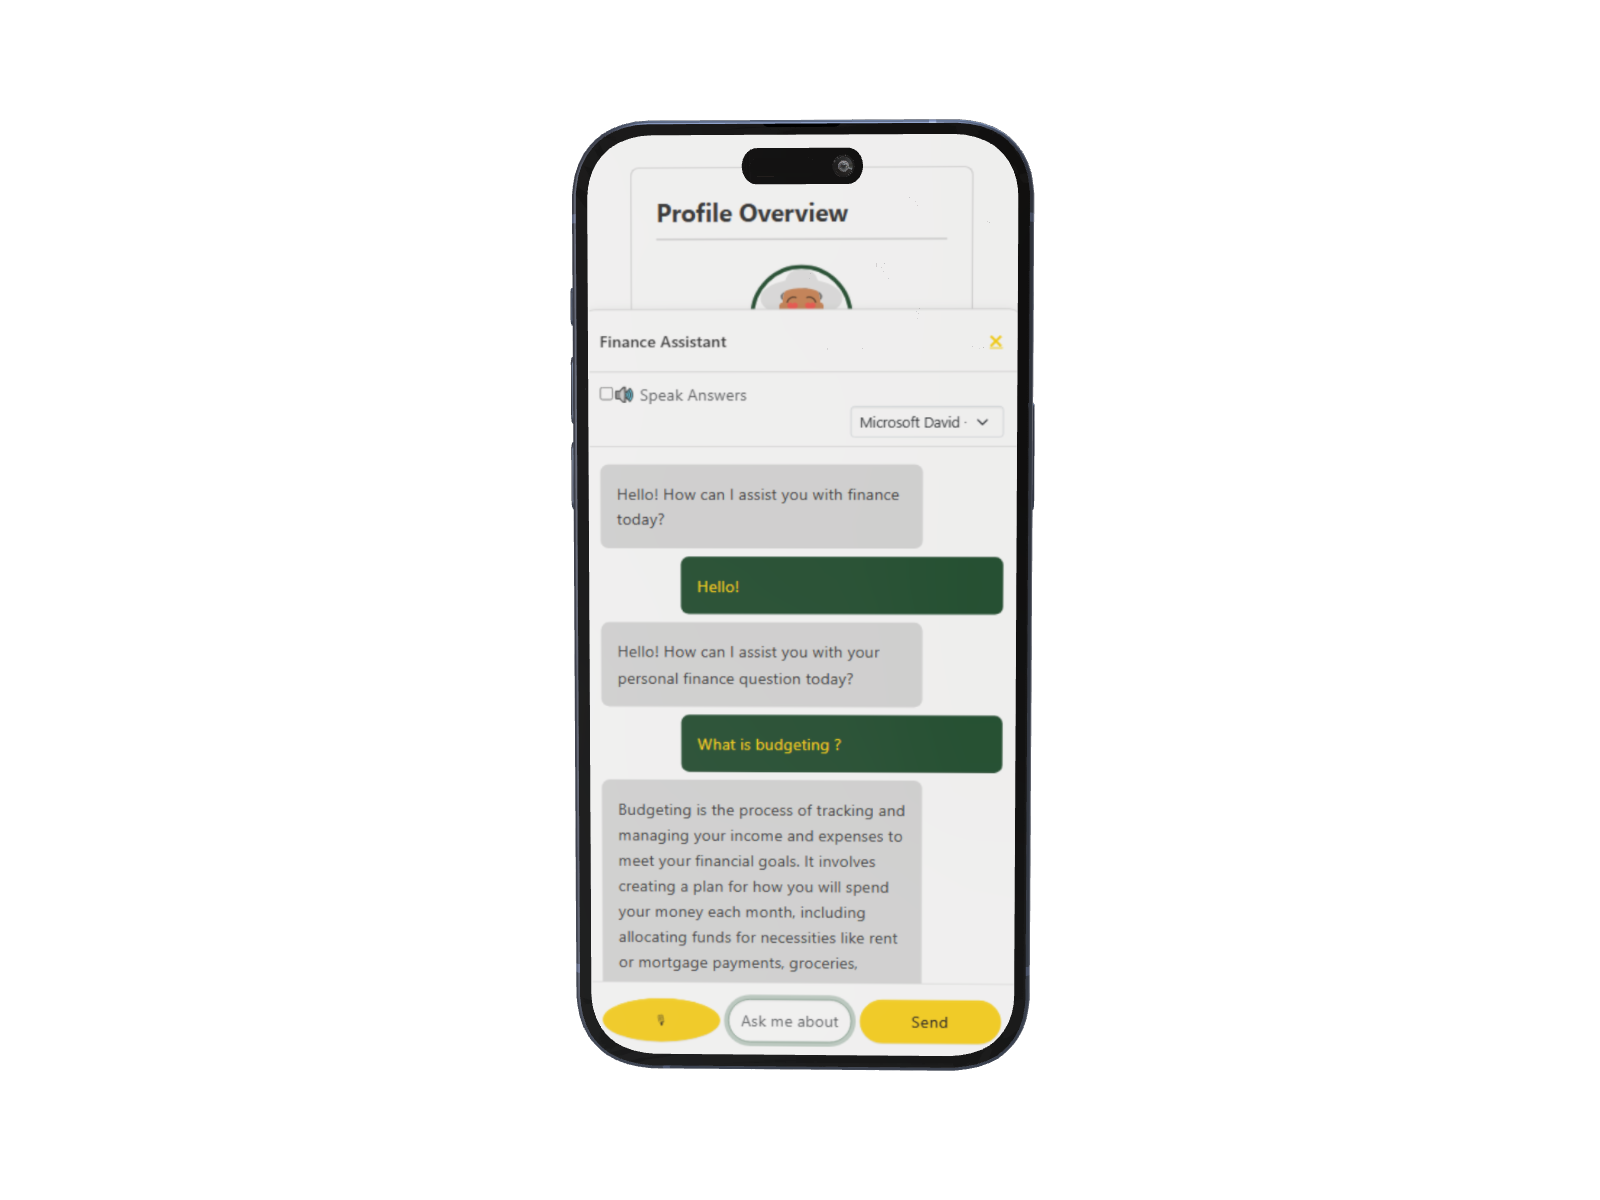 Profile Overview
Finance Assistant
Speak Answers
Microsoft David
Hello! How can I assist you with finance
today?
Hello!
Hello! How can I assist you with your
personal finance question today?
What is budgeting ?
Budgeting is the process of tracking and
managing your income and expenses to
meet your financial goals. It involves
creating a plan for how you will spend
your money each month, including
allocating funds for necessities like rent
or mortgage payments, groceries,
Ask me about
Send